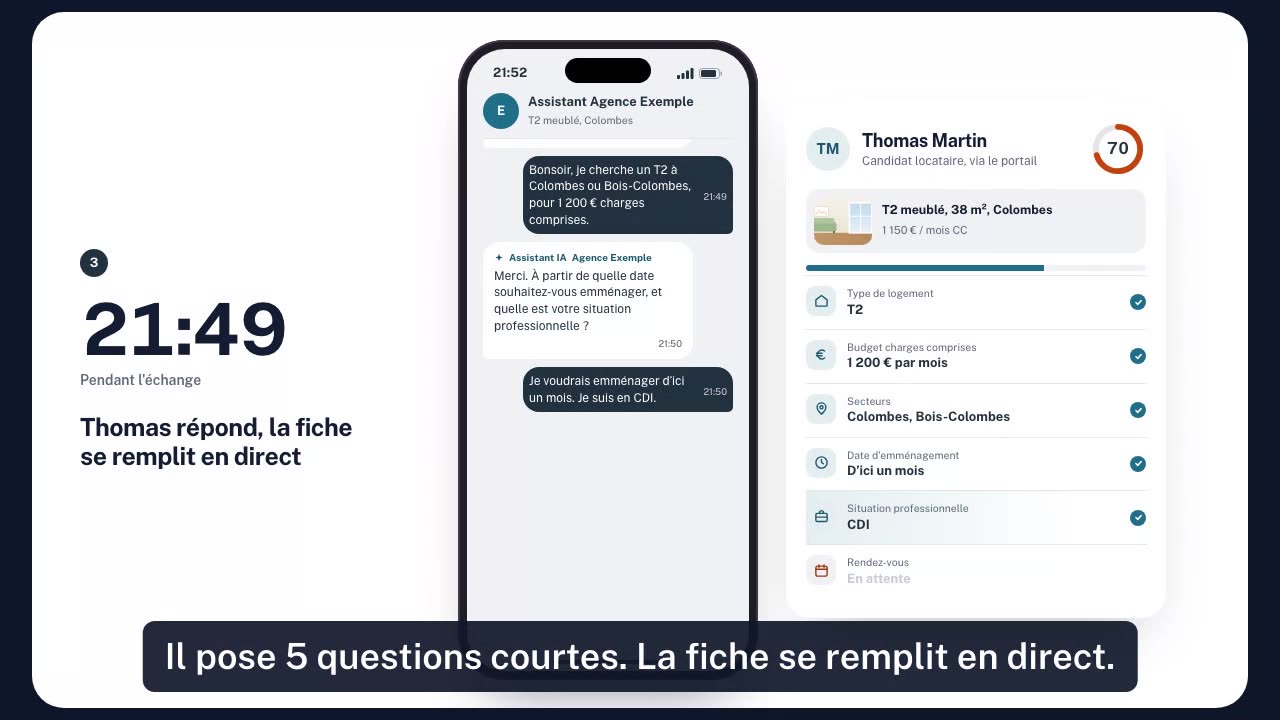 3
21:49
Pendant l'échange
Thomas répond, la fiche
se remplit en direct
21:52
E
Assistant Agence Exemple
T2 meublé, Colombes
Bonsoir, je cherche un T2 à
Colombes ou Bois-Colombes,
pour 1 200 € charges
comprises.
21:49
Assistant IA Agence Exemple
Merci. À partir de quelle date
souhaitez-vous emménager, et
quelle est votre situation
professionnelle ?
21:50
Je voudrais emménager d'ici
un mois. Je suis en CDI.
21:50
TM
Thomas Martin
Candidat locataire, via le portail
70
T2 meublé, 38 m², Colombes
1 150 € / mois CC
Type de logement
T2
Budget charges comprises
1 200 € par mois
Secteurs
Colombes, Bois-Colombes
Date d'emménagement
D'ici un mois
Situation professionnelle
CDI
Rendez-vous
En attente
Il pose 5 questions courtes. La fiche se remplit en direct.